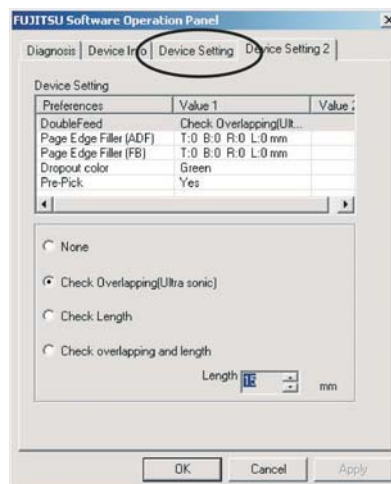 FUJITSU Software Operation Panel
Diagnosis Device Info Device Setting Device Setting 2
Device Setting
Preferences Value 1 Value
DoubleFeed Check Overlapping(Ult...
Page Edge Filler (ADF) T:0 B:0 R:0 L:0 mm
Page Edge Filler (FB) T:0 B:0 R:0 L:0 mm
Dropout color Green
Pre-Pick Yes
None
Check Overlapping(Ultra sonic)
Check Length
Check overlapping and length
Length 15 mm
OK Cancel Apply